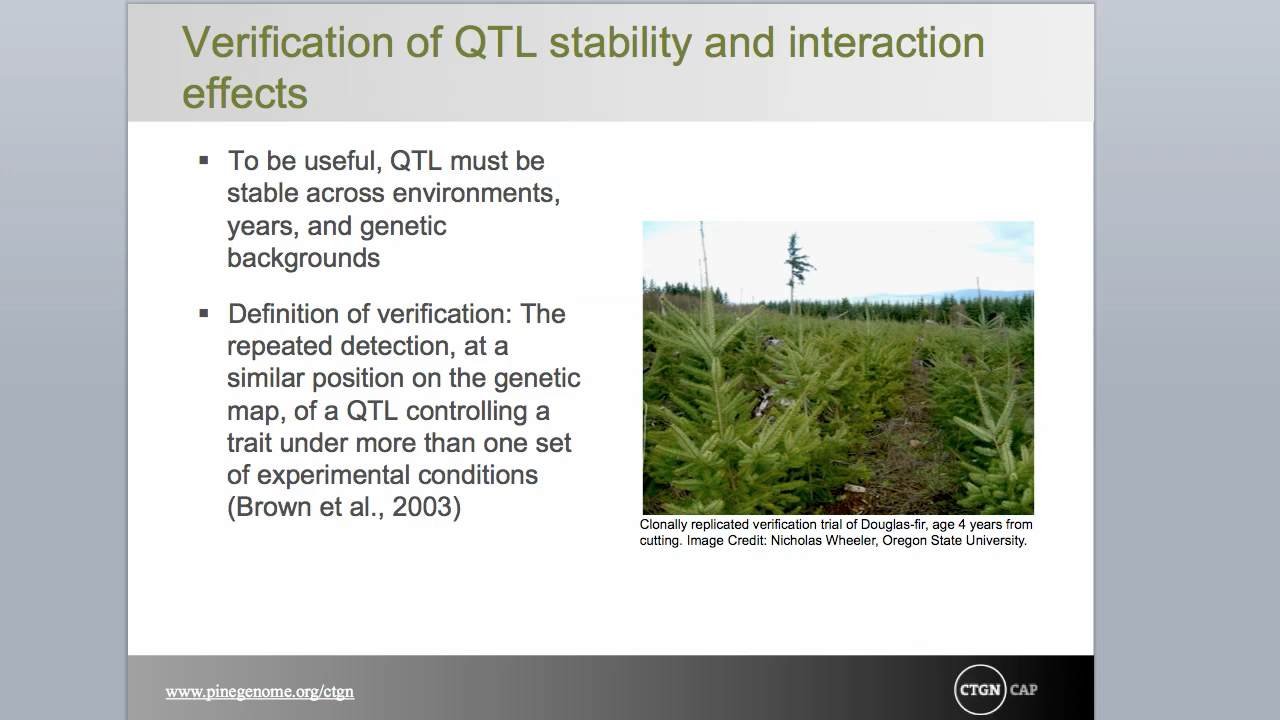 Verification of QTL stability and interaction
effects
▪ To be useful, QTL must be
stable across environments,
years, and genetic
backgrounds
▪ Definition of verification: The
repeated detection, at a
similar position on the genetic
map, of a QTL controlling a
trait under more than one set
of experimental conditions
(Brown et al., 2003)
Clonally replicated verification trial of Douglas-fir, age 4 years from
cutting. Image Credit: Nicholas Wheeler, Oregon State University.
www.pinegenome.org/ctgn
CTGN CAP